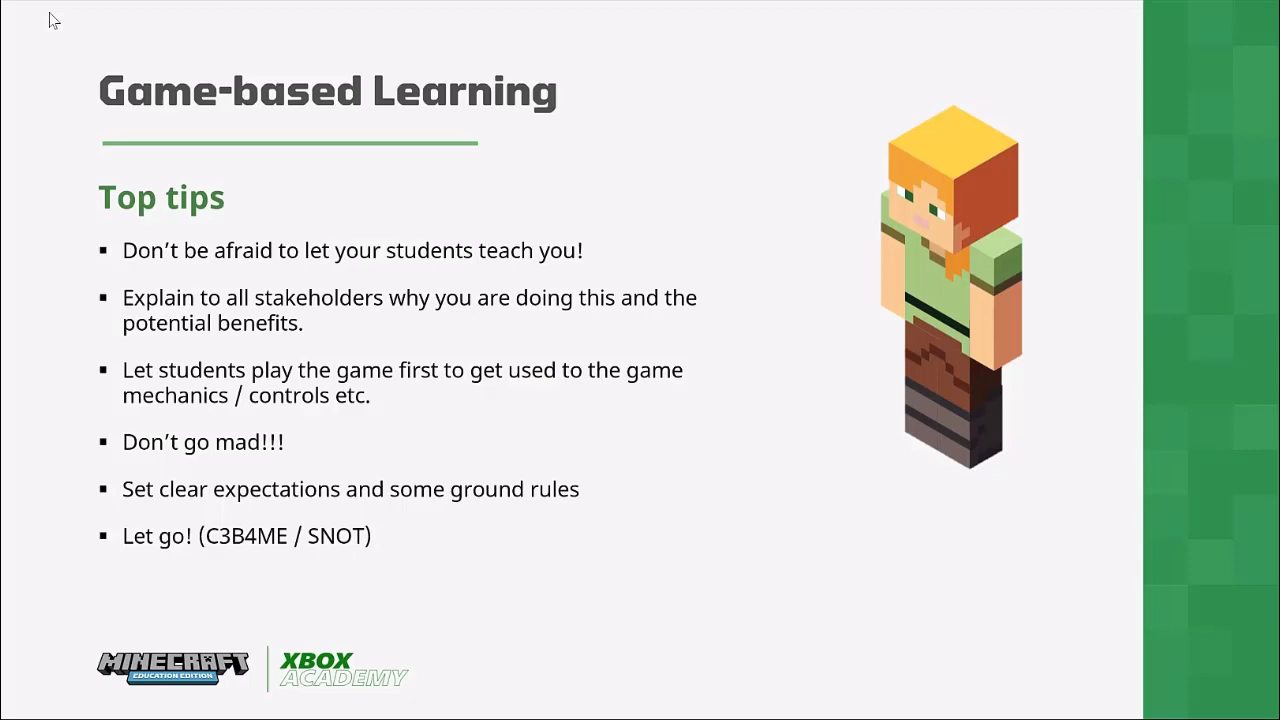 Game-based Learning
Top tips
▪ Don’t be afraid to let your students teach you!
▪ Explain to all stakeholders why you are doing this and the
potential benefits.
▪ Let students play the game first to get used to the game
mechanics / controls etc.
▪ Don’t go mad!!!
▪ Set clear expectations and some ground rules
▪ Let go! (C3B4ME / SNOT)
MINECRAFT
EDUCATION EDITION
XBOX
ACADEMY